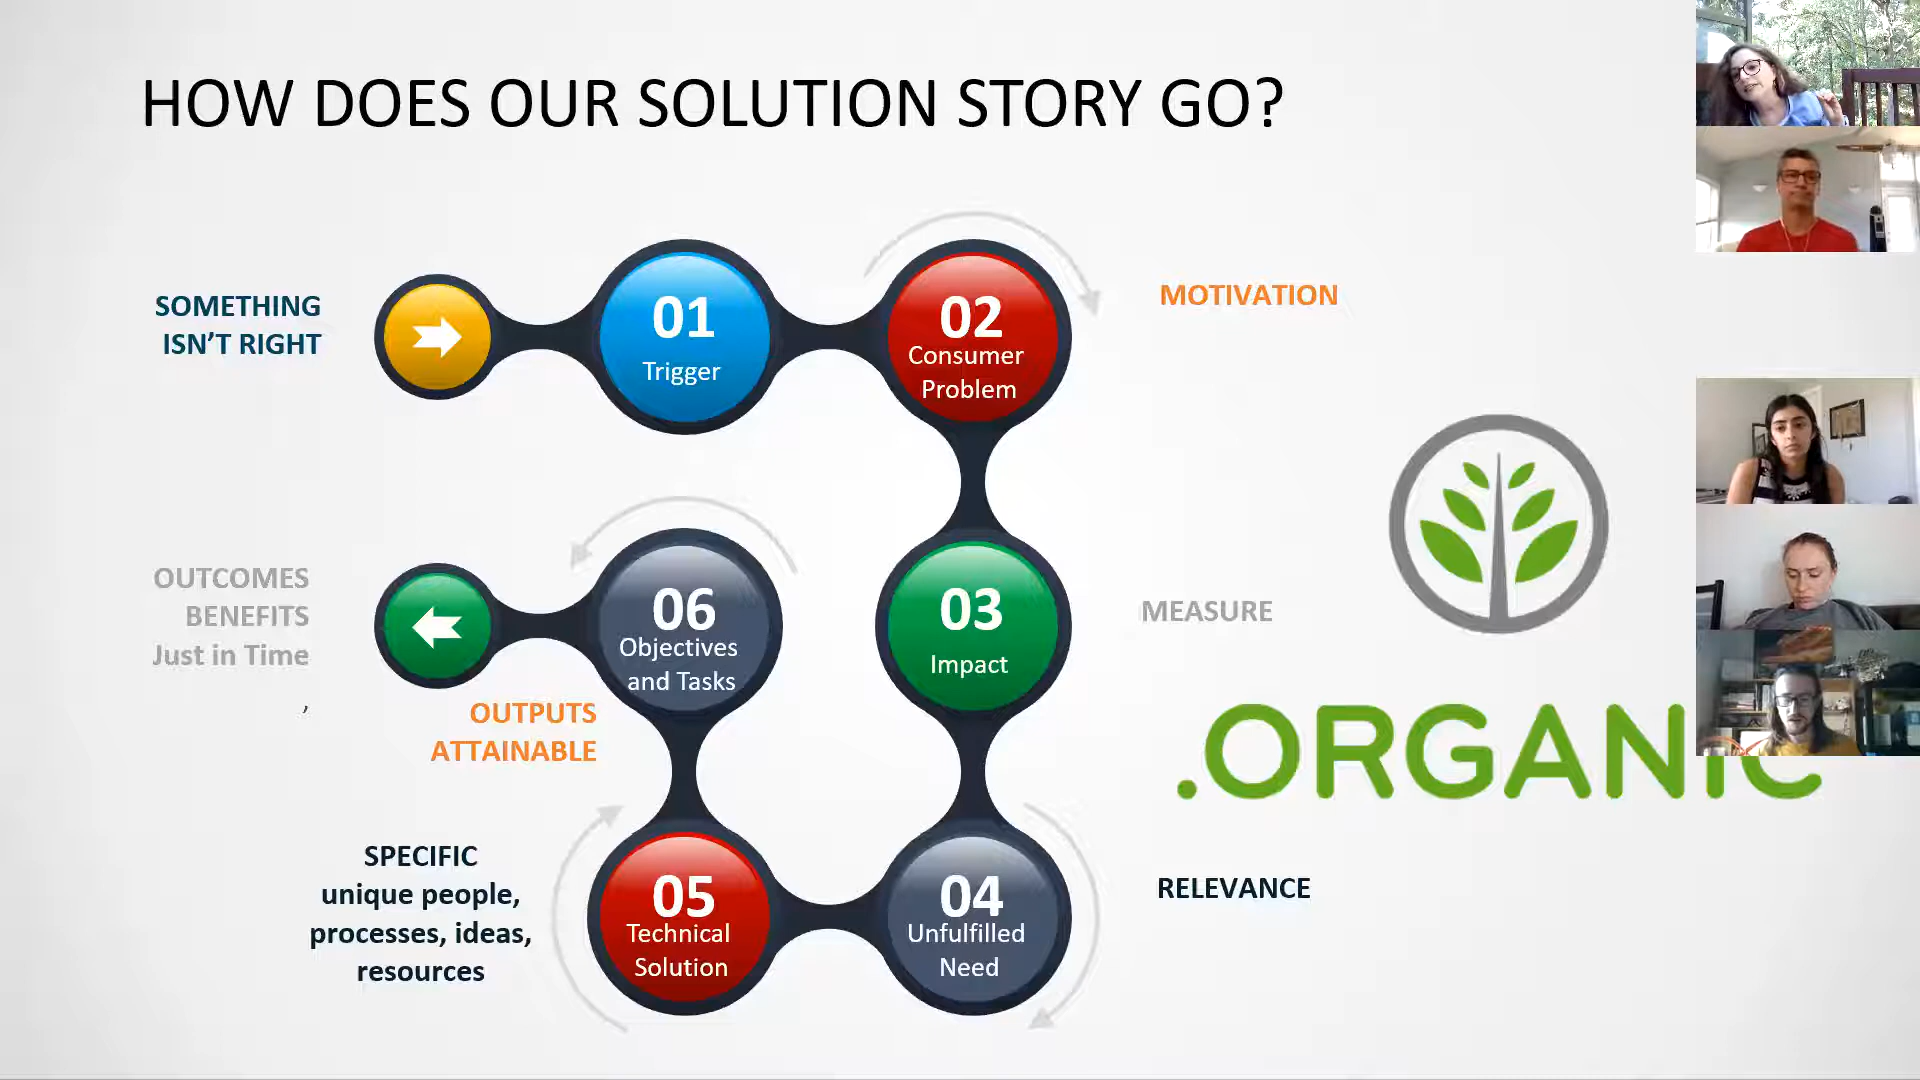 HOW DOES OUR SOLUTION STORY GO?
SOMETHING
ISN'T RIGHT
01
Trigger
02
Consumer
Problem
MOTIVATION
OUTCOMES
BENEFITS
Just in Time
,
06
Objectives
and Tasks
OUTPUTS
ATTAINABLE
03
Impact
MEASURE
.ORGANIC
SPECIFIC
unique people,
processes, ideas,
resources
05
Technical
Solution
04
Unfulfilled
Need
RELEVANCE